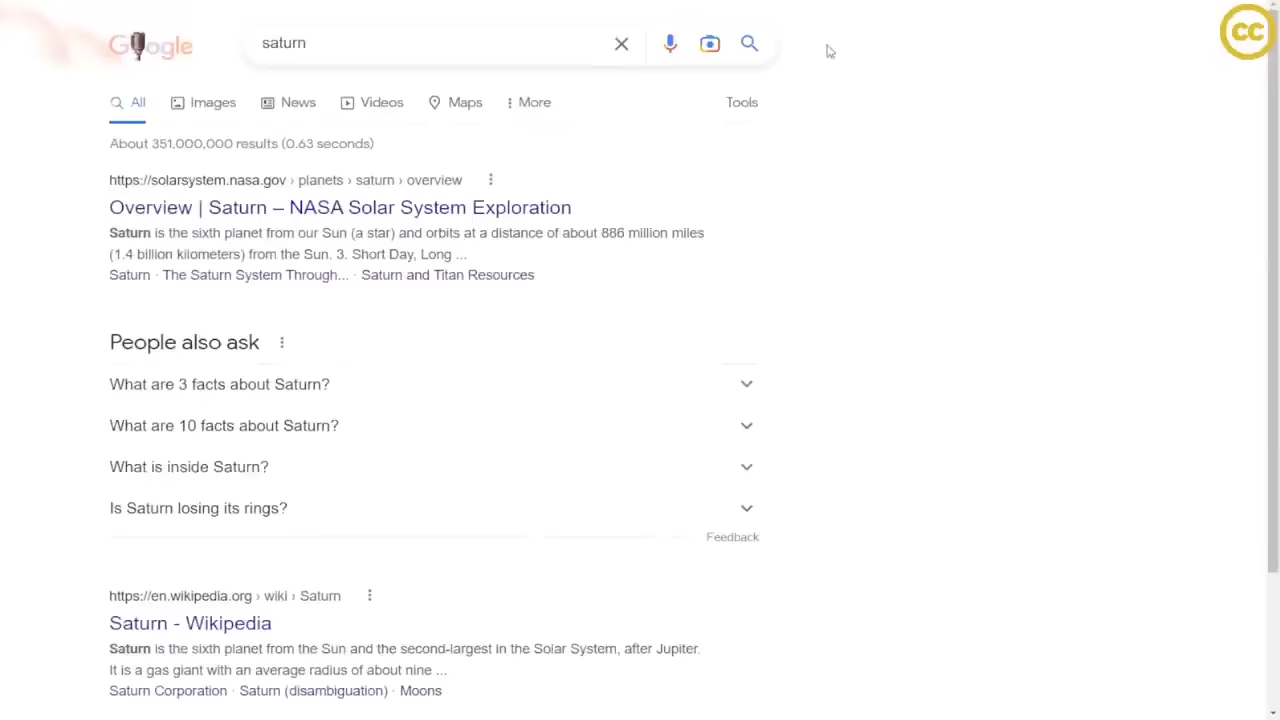 Google
saturn
CC
All Images News Videos Maps More Tools
About 351,000,000 results (0.63 seconds)
https://solarsystem.nasa.gov › planets › saturn › overview
Overview | Saturn – NASA Solar System Exploration
Saturn is the sixth planet from our Sun (a star) and orbits at a distance of about 886 million miles
(1.4 billion kilometers) from the Sun. 3. Short Day, Long ...
Saturn · The Saturn System Through... · Saturn and Titan Resources
People also ask
What are 3 facts about Saturn?
What are 10 facts about Saturn?
What is inside Saturn?
Is Saturn losing its rings?
Feedback
https://en.wikipedia.org › wiki › Saturn
Saturn - Wikipedia
Saturn is the sixth planet from the Sun and the second-largest in the Solar System, after Jupiter.
It is a gas giant with an average radius of about nine ...
Saturn Corporation · Saturn (disambiguation) · Moons